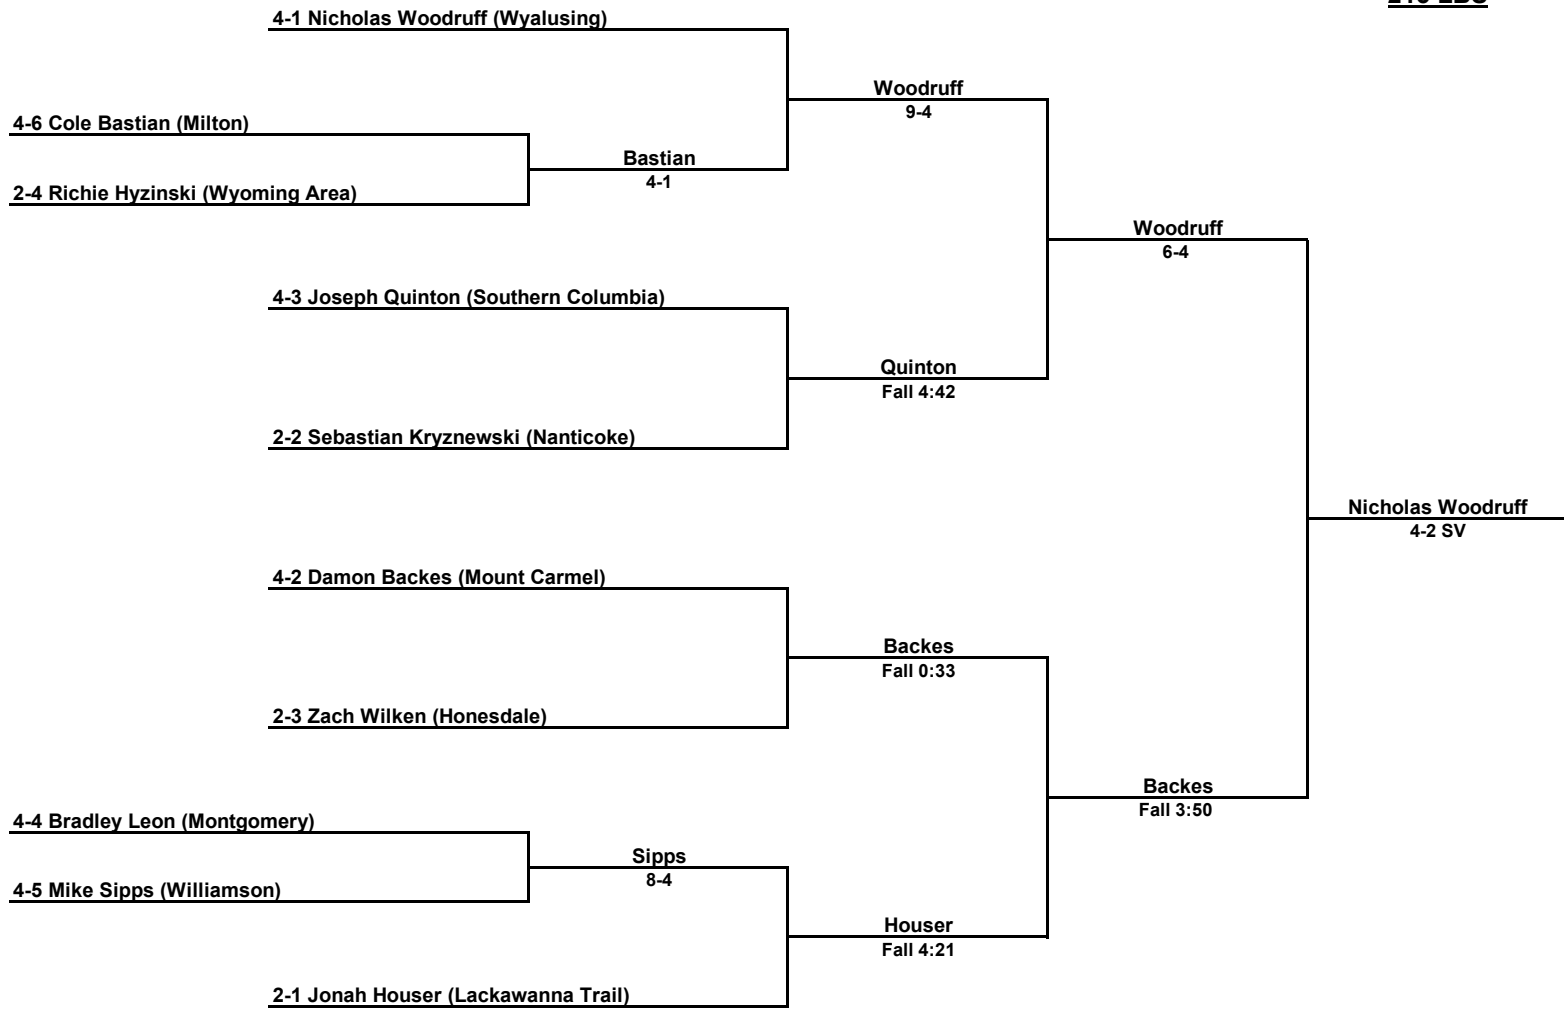 4-1 Nicholas Woodruff (Wyalusing)
Woodruff
9-4
4-6 Cole Bastian (Milton)
Bastian
4-1
2-4 Richie Hyzinski (Wyoming Area)
Woodruff
6-4
4-3 Joseph Quinton (Southern Columbia)
Quinton
Fall 4:42
2-2 Sebastian Kryznewski (Nanticoke)
Nicholas Woodruff
4-2 SV
4-2 Damon Backes (Mount Carmel)
Backes
Fall 0:33
2-3 Zach Wilken (Honesdale)
Backes
Fall 3:50
4-4 Bradley Leon (Montgomery)
Sipps
8-4
4-5 Mike Sipps (Williamson)
Houser
Fall 4:21
2-1 Jonah Houser (Lackawanna Trail)